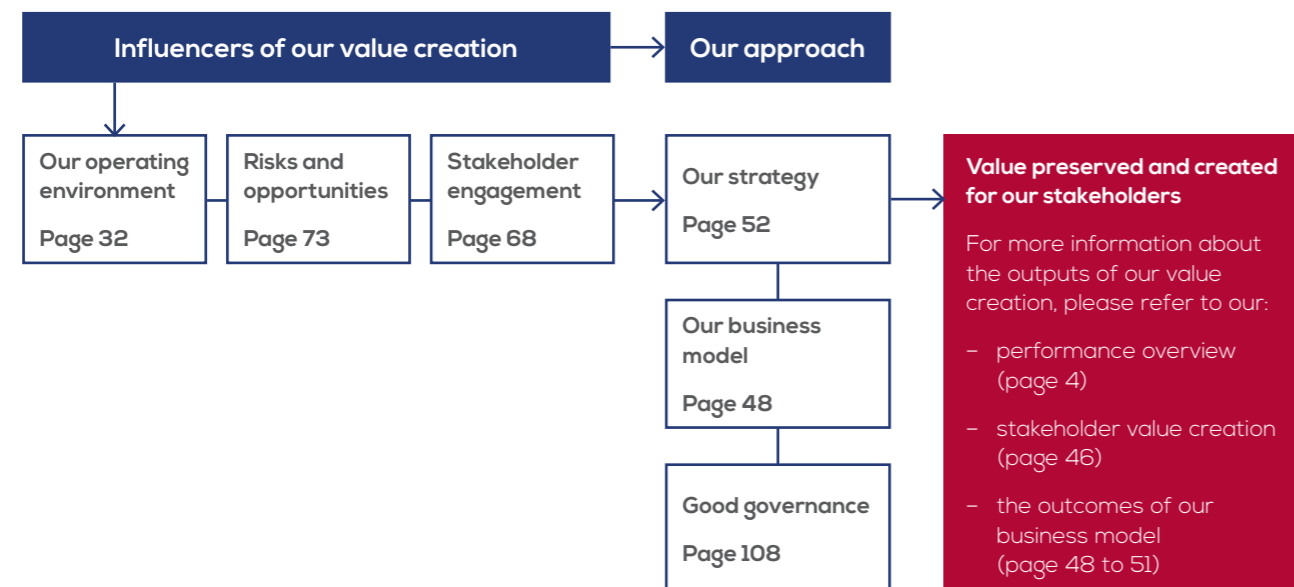 Influencers of our value creation
Our approach
Our operating
environment
Page 32
Risks and
opportunities
Page 73
Stakeholder
engagement
Page 68
Our strategy
Page 52
Our business
model
Page 48
Good governance
Page 108
Value preserved and created
for our stakeholders
For more information about
the outputs of our value
creation, please refer to our:
– performance overview
(page 4)
– stakeholder value creation
(page 46)
– the outcomes of our
business model
(page 48 to 51)